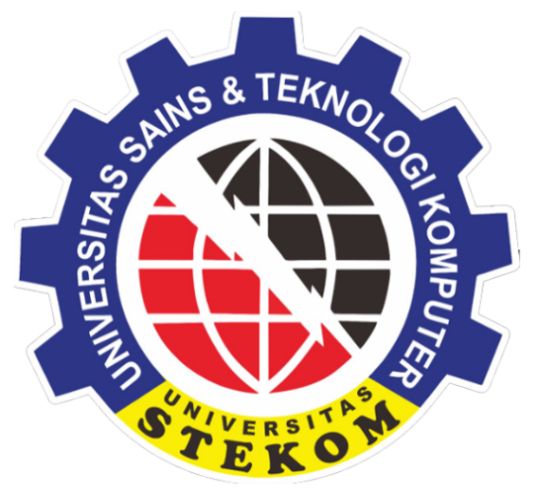 UNIVERSITAS SAINS & TEKNOLOGI KOMPUTER
UNIVERSITAS
STEKOM